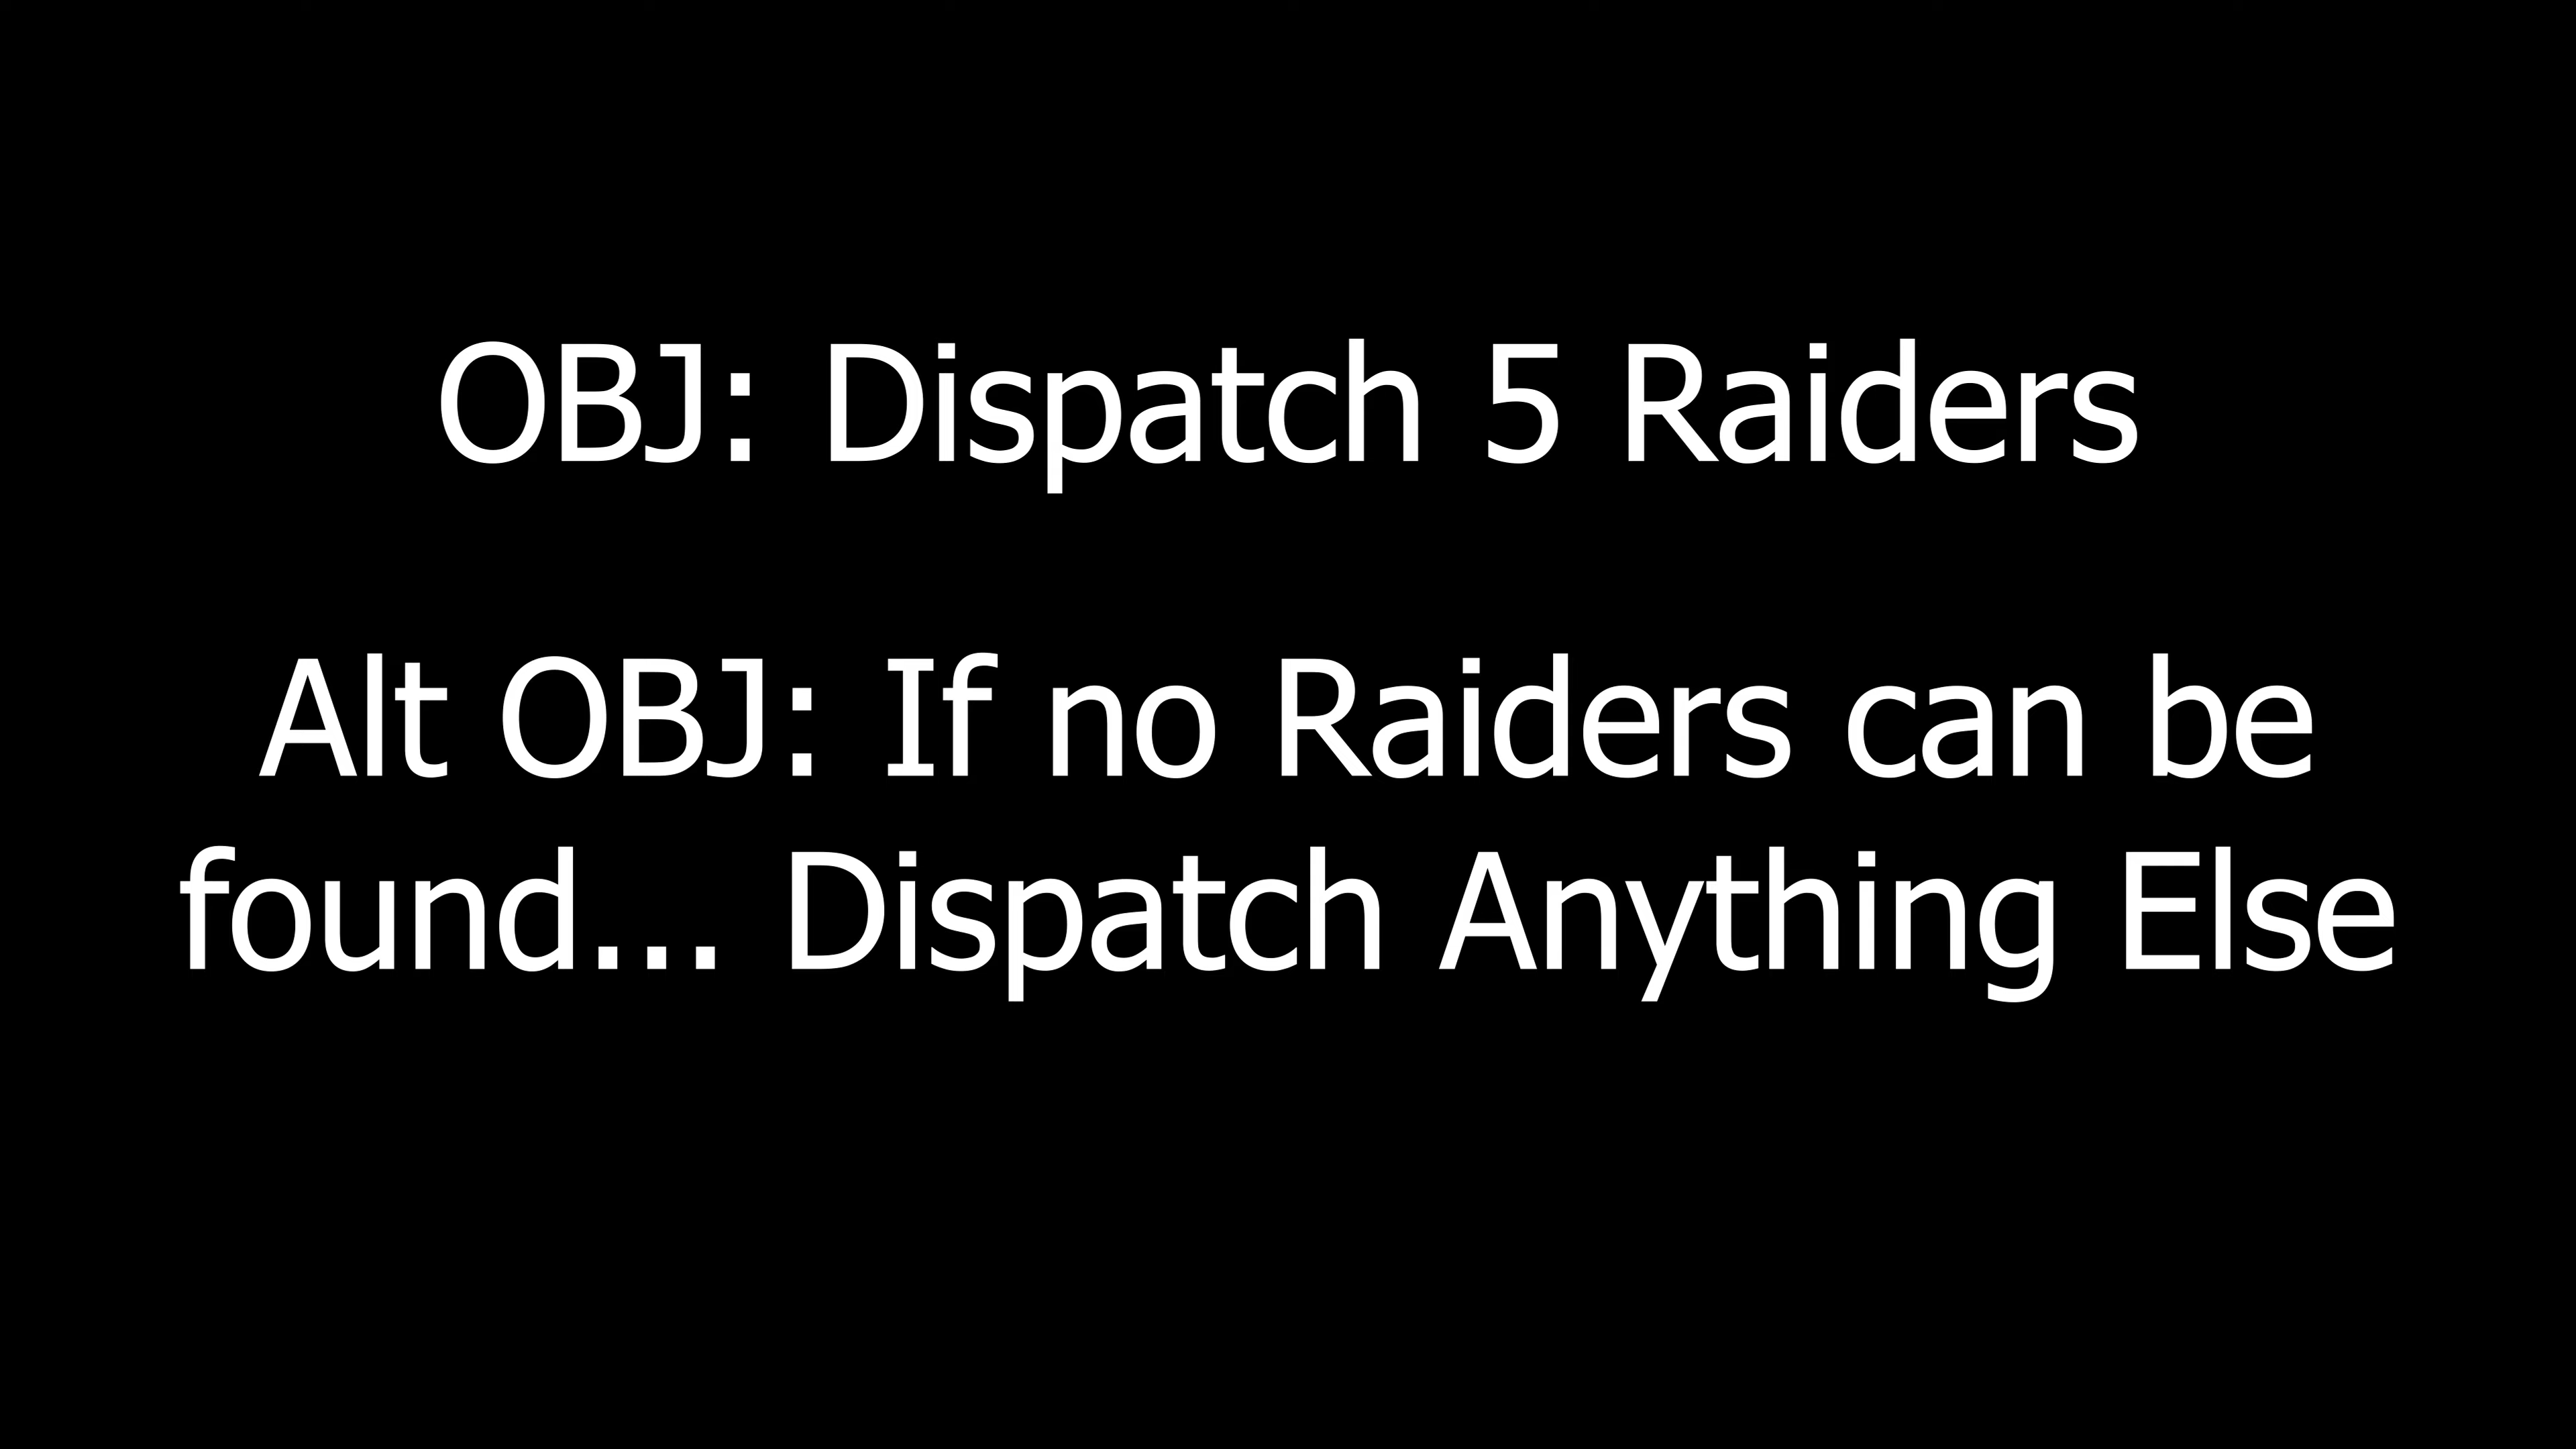 OBJ: Dispatch 5 Raiders
Alt OBJ: If no Raiders can be
found... Dispatch Anything Else